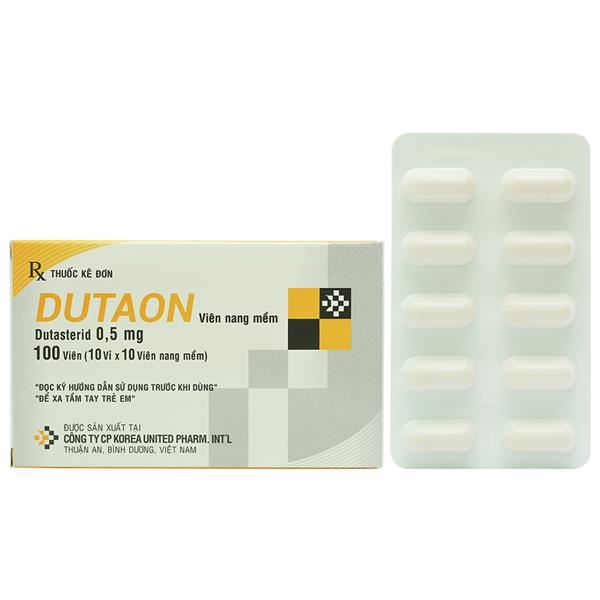 Rx THUỐC KÊ ĐƠN
DUTAON Viên nang mềm
Dutasterid 0,5 mg
100 Viên (10 Vỉ x 10 Viên nang mềm)
"ĐỌC KỸ HƯỚNG DẪN SỬ DỤNG TRƯỚC KHI DÙNG"
"ĐỂ XA TẦM TAY TRẺ EM"
ĐƯỢC SẢN XUẤT TẠI
CÔNG TY CP KOREA UNITED PHARM. INT'L
THUẬN AN, BÌNH DƯƠNG, VIỆT NAM